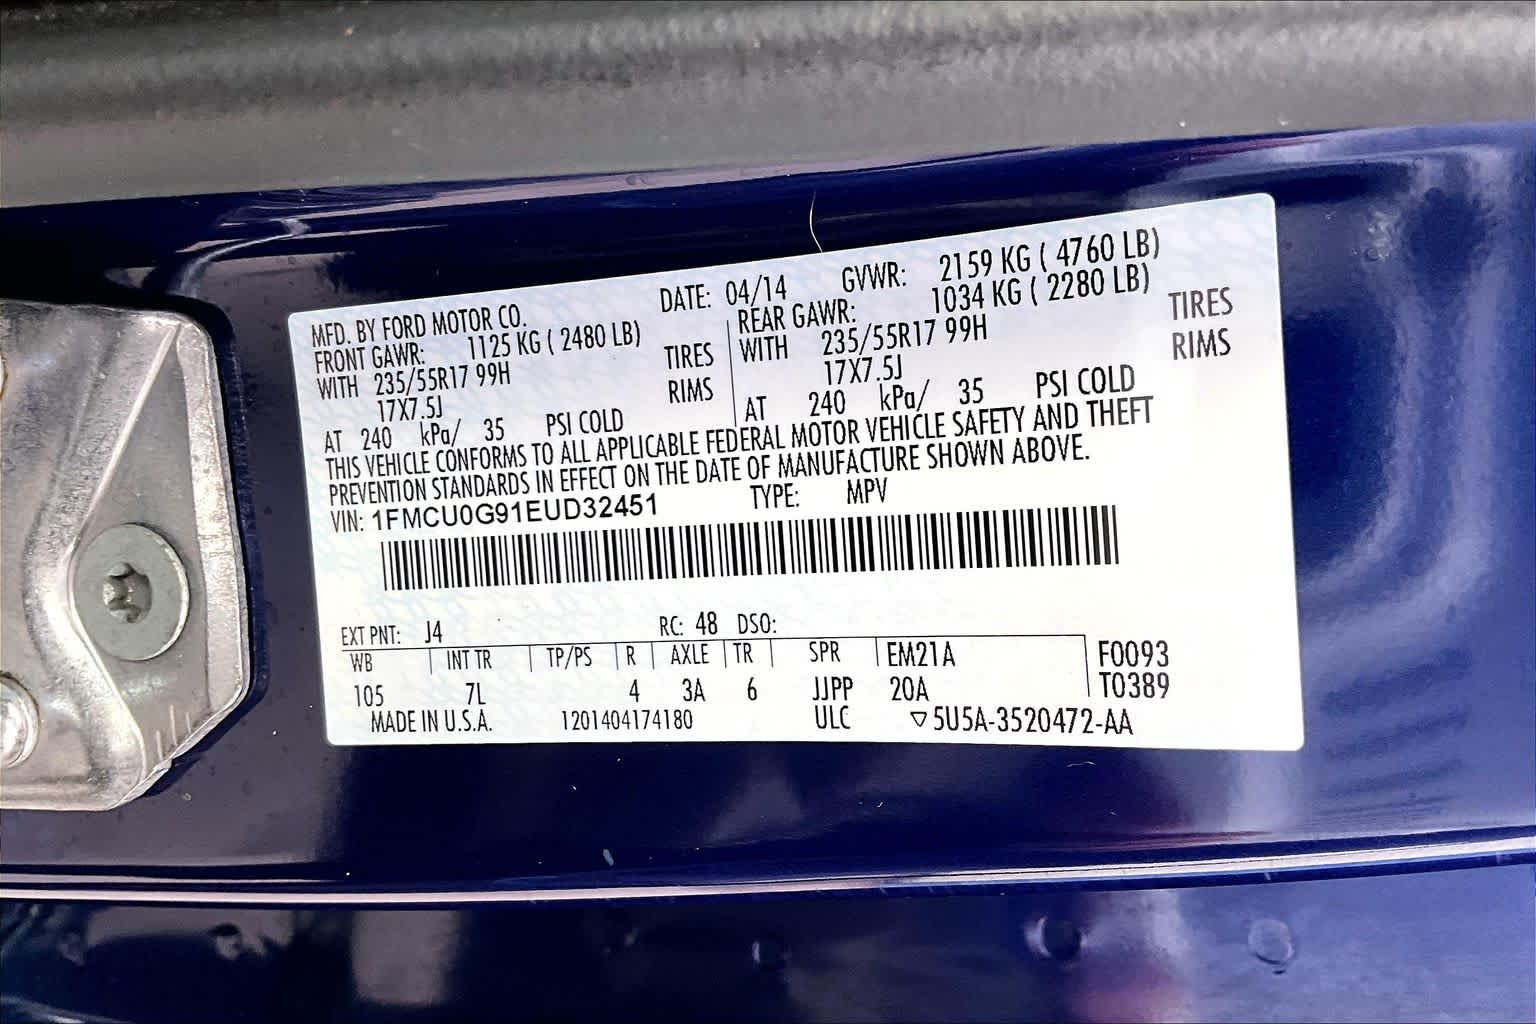 MFD. BY FORD MOTOR CO. DATE: 04/14 GVWR: 2159 KG ( 4760 LB)
FRONT GAWR: 1125 KG ( 2480 LB) REAR GAWR: 1034 KG ( 2280 LB)
WITH 235/55R17 99H TIRES WITH 235/55R17 99H TIRES
17X7.5J RIMS 17X7.5J RIMS
AT 240 kPa/ 35 PSI COLD AT 240 kPa/ 35 PSI COLD
THIS VEHICLE CONFORMS TO ALL APPLICABLE FEDERAL MOTOR VEHICLE SAFETY AND THEFT
PREVENTION STANDARDS IN EFFECT ON THE DATE OF MANUFACTURE SHOWN ABOVE.
VIN: 1FMCU0G91EUD32451 TYPE: MPV
EXT PNT: J4 RC: 48 DSO:
WB INT TR TP/PS R AXLE TR SPR EM21A F0093
105 7L 4 3A 6 JJPP 20A T0389
MADE IN U.S.A. 1201404174180 ULC ▽5U5A-3520472-AA